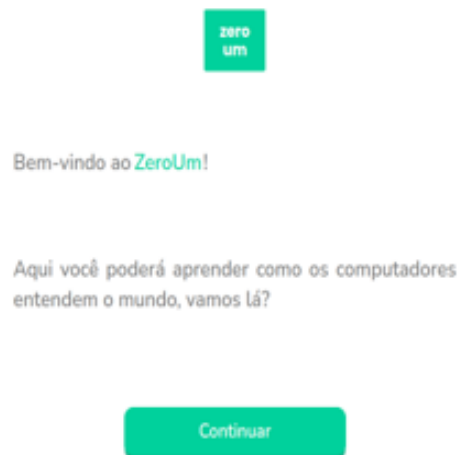 zero
um
Bem-vindo ao ZeroUm!
Aqui você poderá aprender como os computadores
entendem o mundo, vamos lá?
Continuar